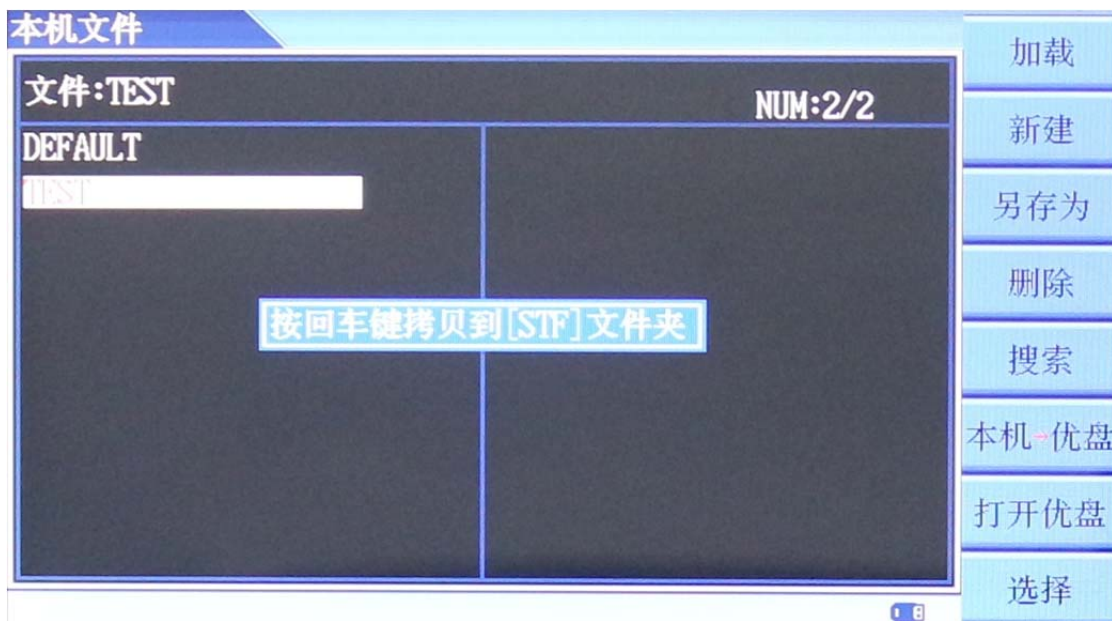 本机文件
文件:TEST
NUM:2/2
DEFAULT
TEST
按回车键拷贝到[STF]文件夹
加载
新建
另存为
删除
搜索
本机→优盘
打开优盘
选择